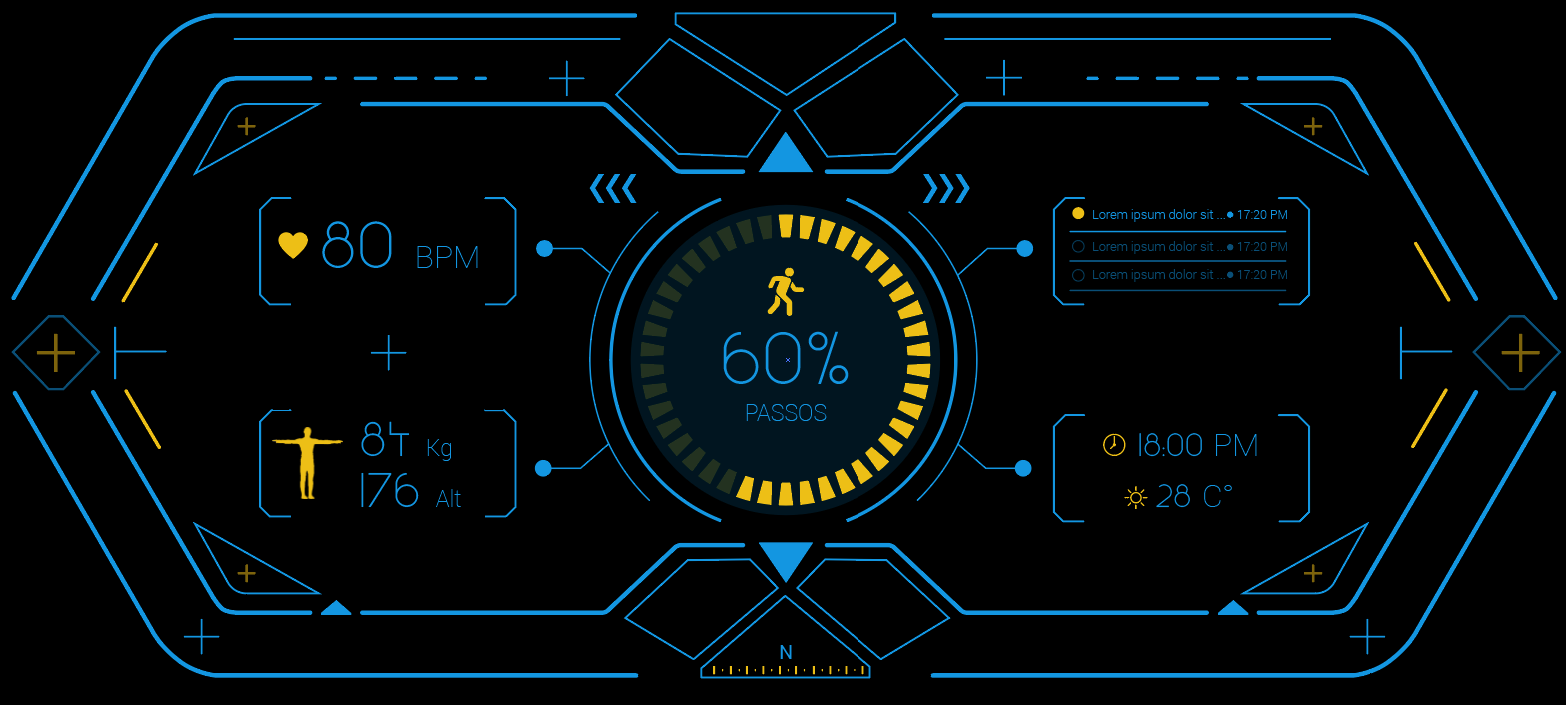 80 BPM
Lorem ipsum dolor sit ... 17:20 PM
Lorem ipsum dolor sit ... 17:20 PM
Lorem ipsum dolor sit ... 17:20 PM
60%
PASSOS
84 Kg
176 Alt
18:00 PM
28 C°
N